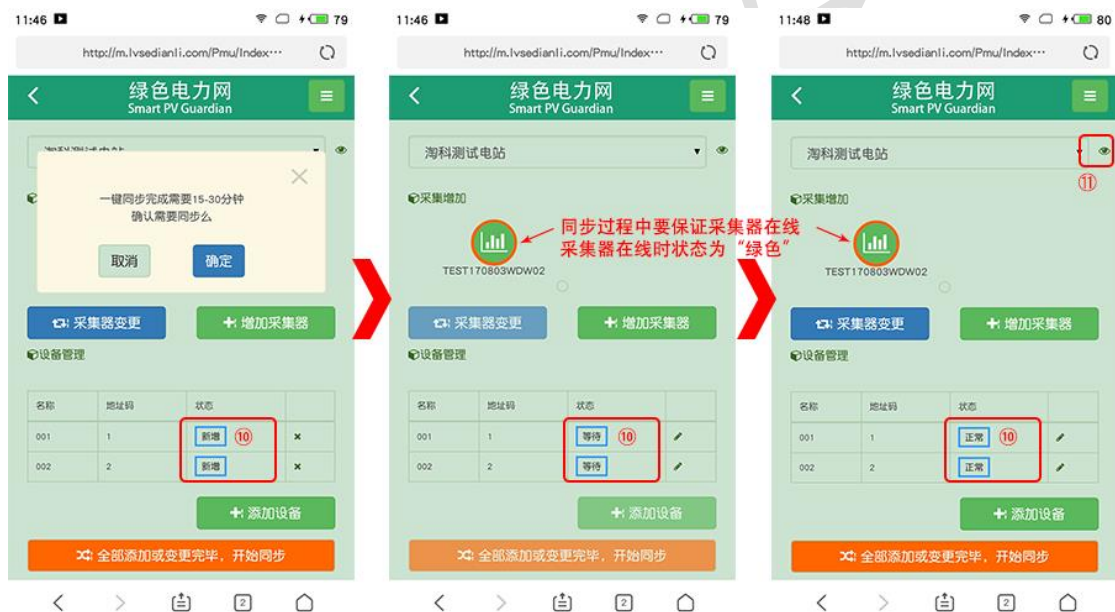 11:46
79
http://m.lvsedianli.com/Pmu/Index···
绿色电力网
Smart PV Guardian
一键同步完成需要15-30分钟
确认需要同步么
取消
确定
采集器变更
增加采集器
设备管理
名称 地址码 状态
001 1 新增 ⑩
002 2 新增
添加设备
全部添加或变更完毕，开始同步
2
11:46
79
http://m.lvsedianli.com/Pmu/Index···
绿色电力网
Smart PV Guardian
淘科测试电站
采集增加
同步过程中要保证采集器在线
采集器在线时状态为“绿色”
TEST170803WDW02
采集器变更
增加采集器
设备管理
名称 地址码 状态
001 1 等待 ⑩
002 2 等待
添加设备
全部添加或变更完毕，开始同步
2
11:48
80
http://m.lvsedianli.com/Pmu/Index···
绿色电力网
Smart PV Guardian
淘科测试电站
⑪
采集增加
TEST170803WDW02
采集器变更
增加采集器
设备管理
名称 地址码 状态
001 1 正常 ⑩
002 2 正常
添加设备
全部添加或变更完毕，开始同步
2